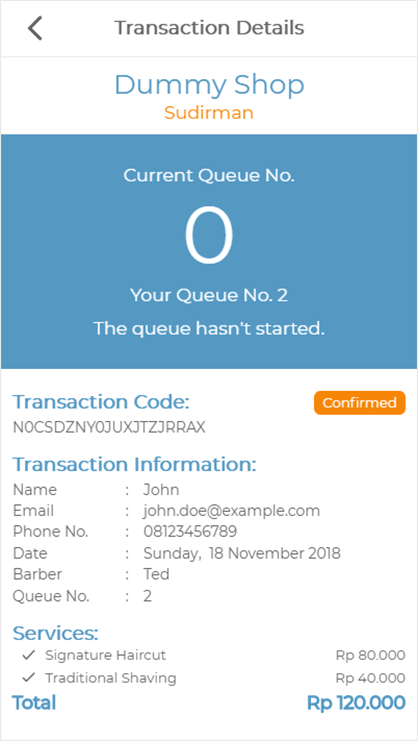 Transaction Details
Dummy Shop
Sudirman
Current Queue No.
0
Your Queue No. 2
The queue hasn't started.
Transaction Code: Confirmed
N0CSDZNY0JUXJTZJRRAX
Transaction Information:
Name : John
Email : john.doe@example.com
Phone No. : 08123456789
Date : Sunday, 18 November 2018
Barber : Ted
Queue No. : 2
Services:
✓ Signature Haircut Rp 80.000
✓ Traditional Shaving Rp 40.000
Total Rp 120.000